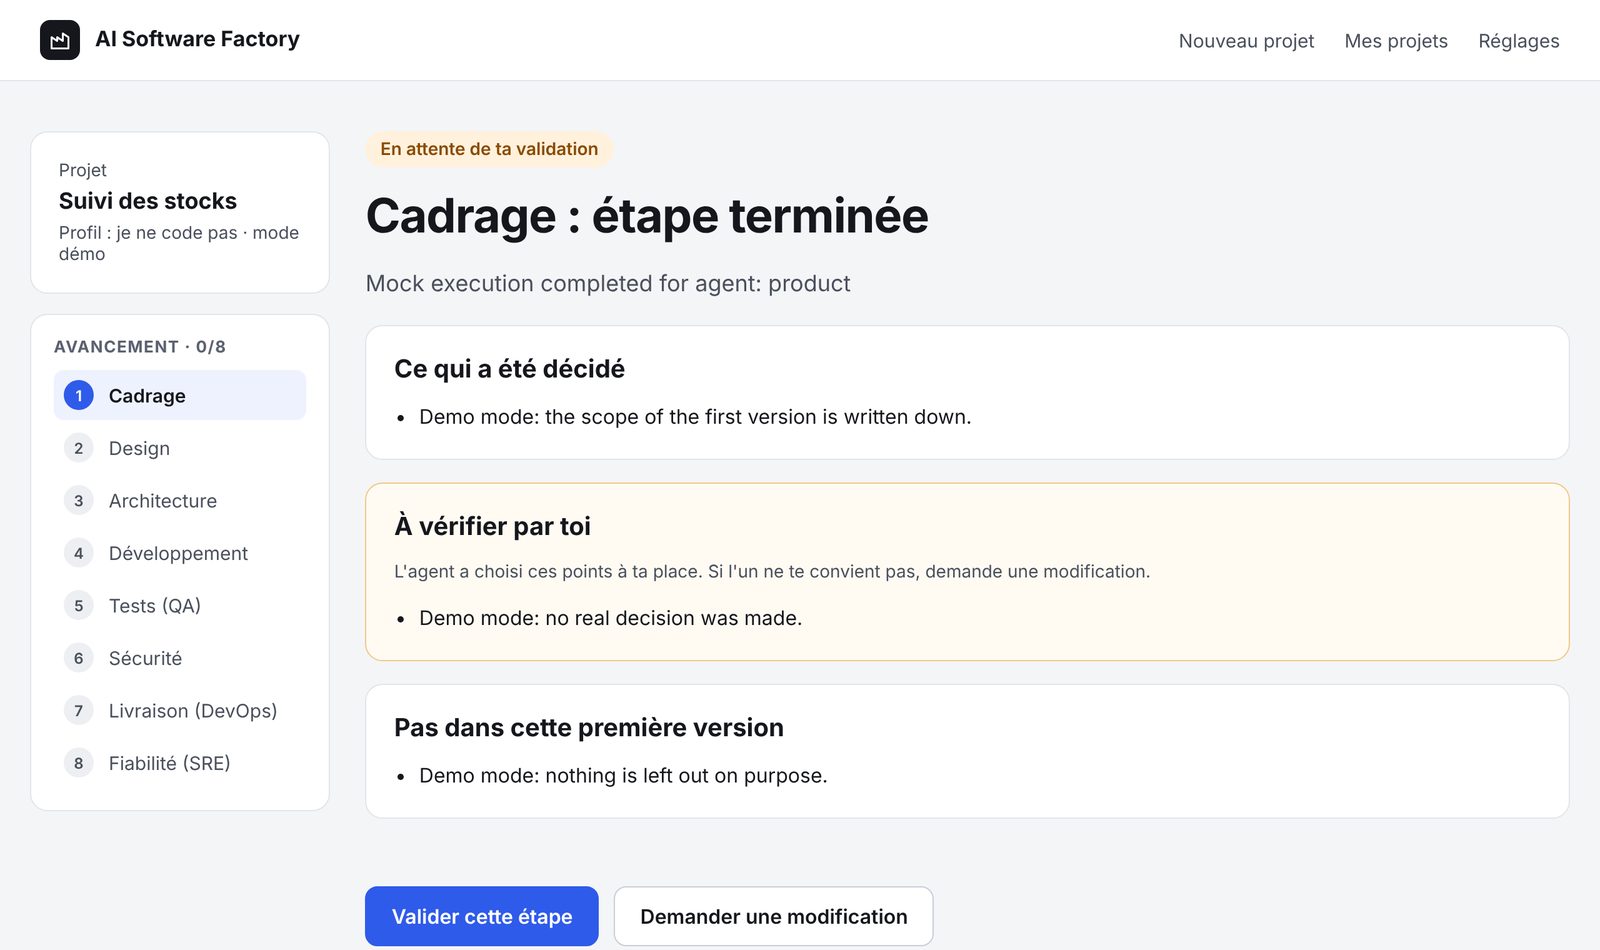 AI Software Factory
Nouveau projet
Mes projets
Réglages
Projet
Suivi des stocks
Profil : je ne code pas · mode
démo
AVANCEMENT · 0/8
1 Cadrage
2 Design
3 Architecture
4 Développement
5 Tests (QA)
6 Sécurité
7 Livraison (DevOps)
8 Fiabilité (SRE)
En attente de ta validation
Cadrage : étape terminée
Mock execution completed for agent: product
Ce qui a été décidé
• Demo mode: the scope of the first version is written down.
À vérifier par toi
L'agent a choisi ces points à ta place. Si l'un ne te convient pas, demande une modification.
• Demo mode: no real decision was made.
Pas dans cette première version
• Demo mode: nothing is left out on purpose.
Valider cette étape
Demander une modification